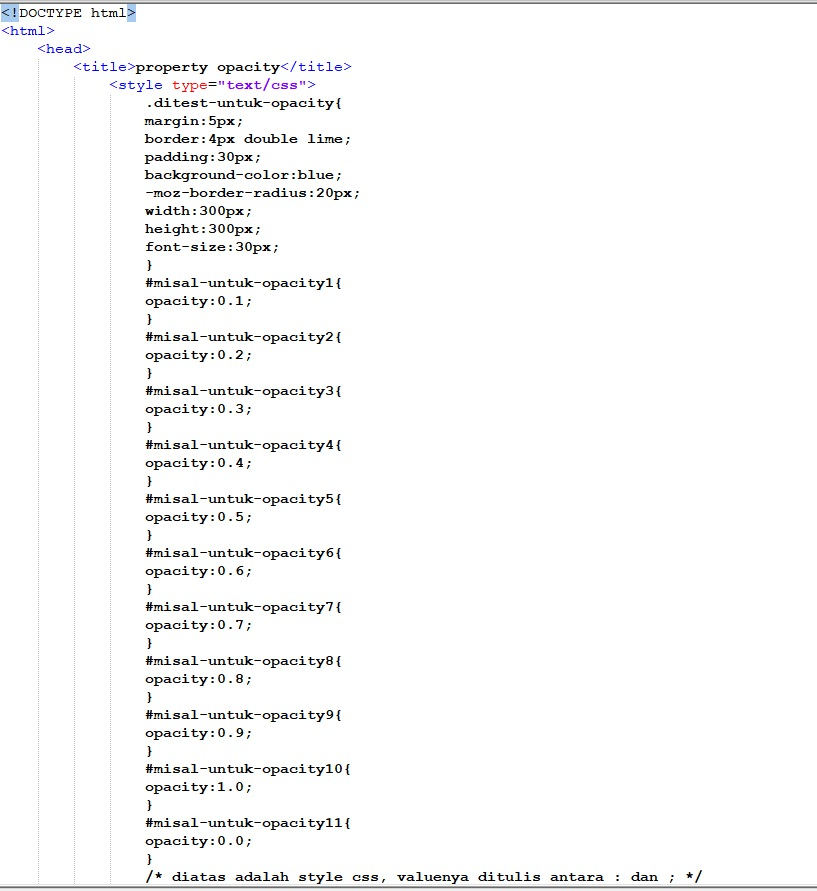 <!DOCTYPE html>
<html>
<head>
<title>property opacity</title>
<style type="text/css">
.ditest-untuk-opacity{
margin:5px;
border:4px double lime;
padding:30px;
background-color:blue;
-moz-border-radius:20px;
width:300px;
height:300px;
font-size:30px;
}
#misal-untuk-opacity1{
opacity:0.1;
}
#misal-untuk-opacity2{
opacity:0.2;
}
#misal-untuk-opacity3{
opacity:0.3;
}
#misal-untuk-opacity4{
opacity:0.4;
}
#misal-untuk-opacity5{
opacity:0.5;
}
#misal-untuk-opacity6{
opacity:0.6;
}
#misal-untuk-opacity7{
opacity:0.7;
}
#misal-untuk-opacity8{
opacity:0.8;
}
#misal-untuk-opacity9{
opacity:0.9;
}
#misal-untuk-opacity10{
opacity:1.0;
}
#misal-untuk-opacity11{
opacity:0.0;
}
/* diatas adalah style css, valuenya ditulis antara : dan ; */